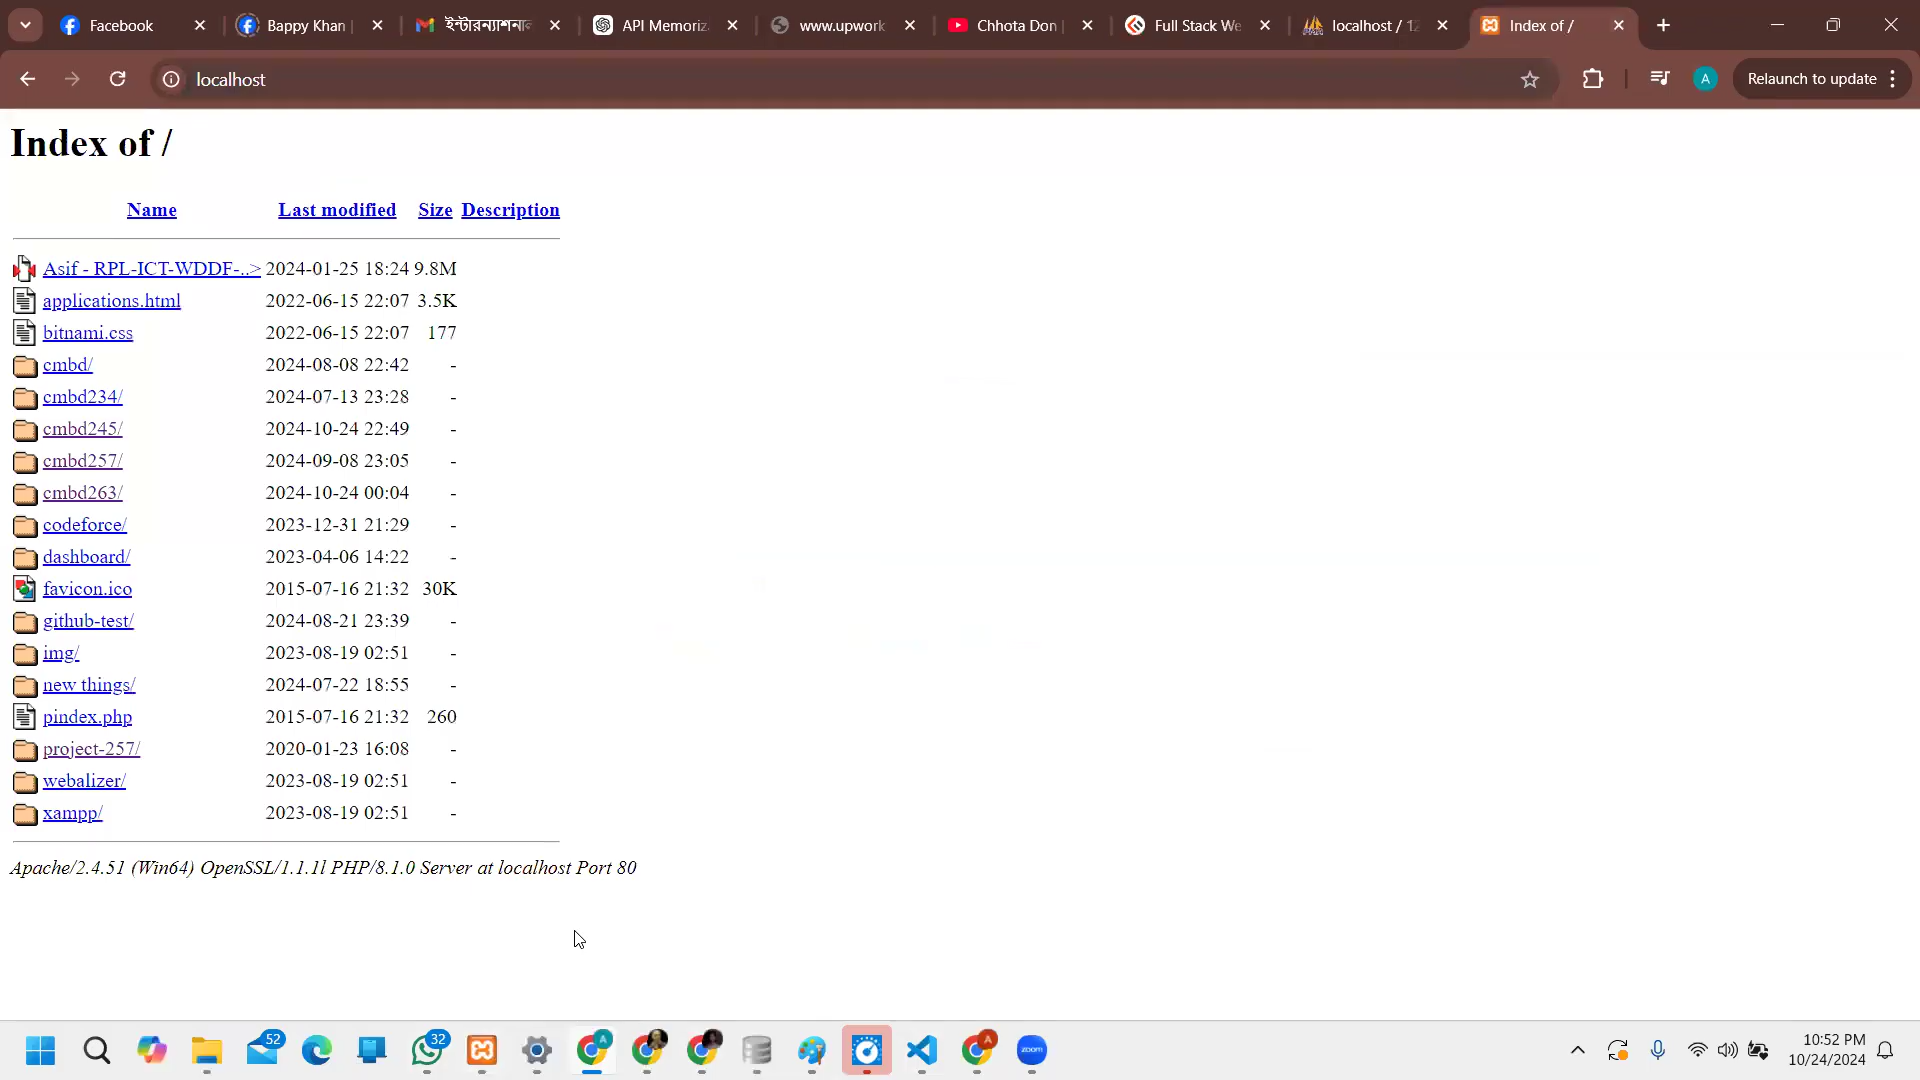 Facebook
Bappy Khan
ইন্টারন্যাশনাল
API Memoriz
www.upwork
Chhota Don
Full Stack We
localhost / 12
Index of /
localhost
A
Relaunch to update
Index of /
Name Last modified Size Description
Asif - RPL-ICT-WDDF-..> 2024-01-25 18:24 9.8M
applications.html 2022-06-15 22:07 3.5K
bitnami.css 2022-06-15 22:07 177
cmbd/ 2024-08-08 22:42 -
cmbd234/ 2024-07-13 23:28 -
cmbd245/ 2024-10-24 22:49 -
cmbd257/ 2024-09-08 23:05 -
cmbd263/ 2024-10-24 00:04 -
codeforce/ 2023-12-31 21:29 -
dashboard/ 2023-04-06 14:22 -
favicon.ico 2015-07-16 21:32 30K
github-test/ 2024-08-21 23:39 -
img/ 2023-08-19 02:51 -
new things/ 2024-07-22 18:55 -
pindex.php 2015-07-16 21:32 260
project-257/ 2020-01-23 16:08 -
webalizer/ 2023-08-19 02:51 -
xampp/ 2023-08-19 02:51 -
Apache/2.4.51 (Win64) OpenSSL/1.1.1l PHP/8.1.0 Server at localhost Port 80
52
32
A
A
zoom
10:52 PM
10/24/2024